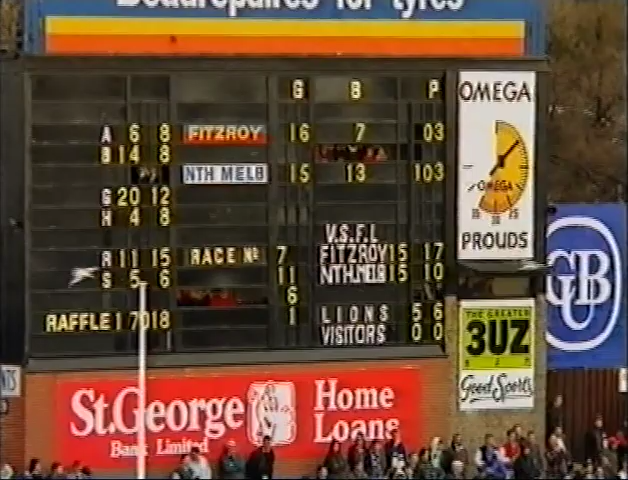 Beaurepaires for tyres
G B P
A 6 8 FITZROY 16 7 03
B 14 8
NTH MELB 15 13 103
G 20 12
H 4 8
V.S.F.L
R 11 15 RACE Nº 7 FITZROY 15 17
S 5 6 11 NTH.MELB 15 10
6
RAFFLE 17018 1 LIONS 5 6
VISITORS 0 0
OMEGA
OMEGA
PROUDS
THE GREATER
3UZ
Good Sports
GUB
St.George
Bank Limited
Home
Loans
NTS